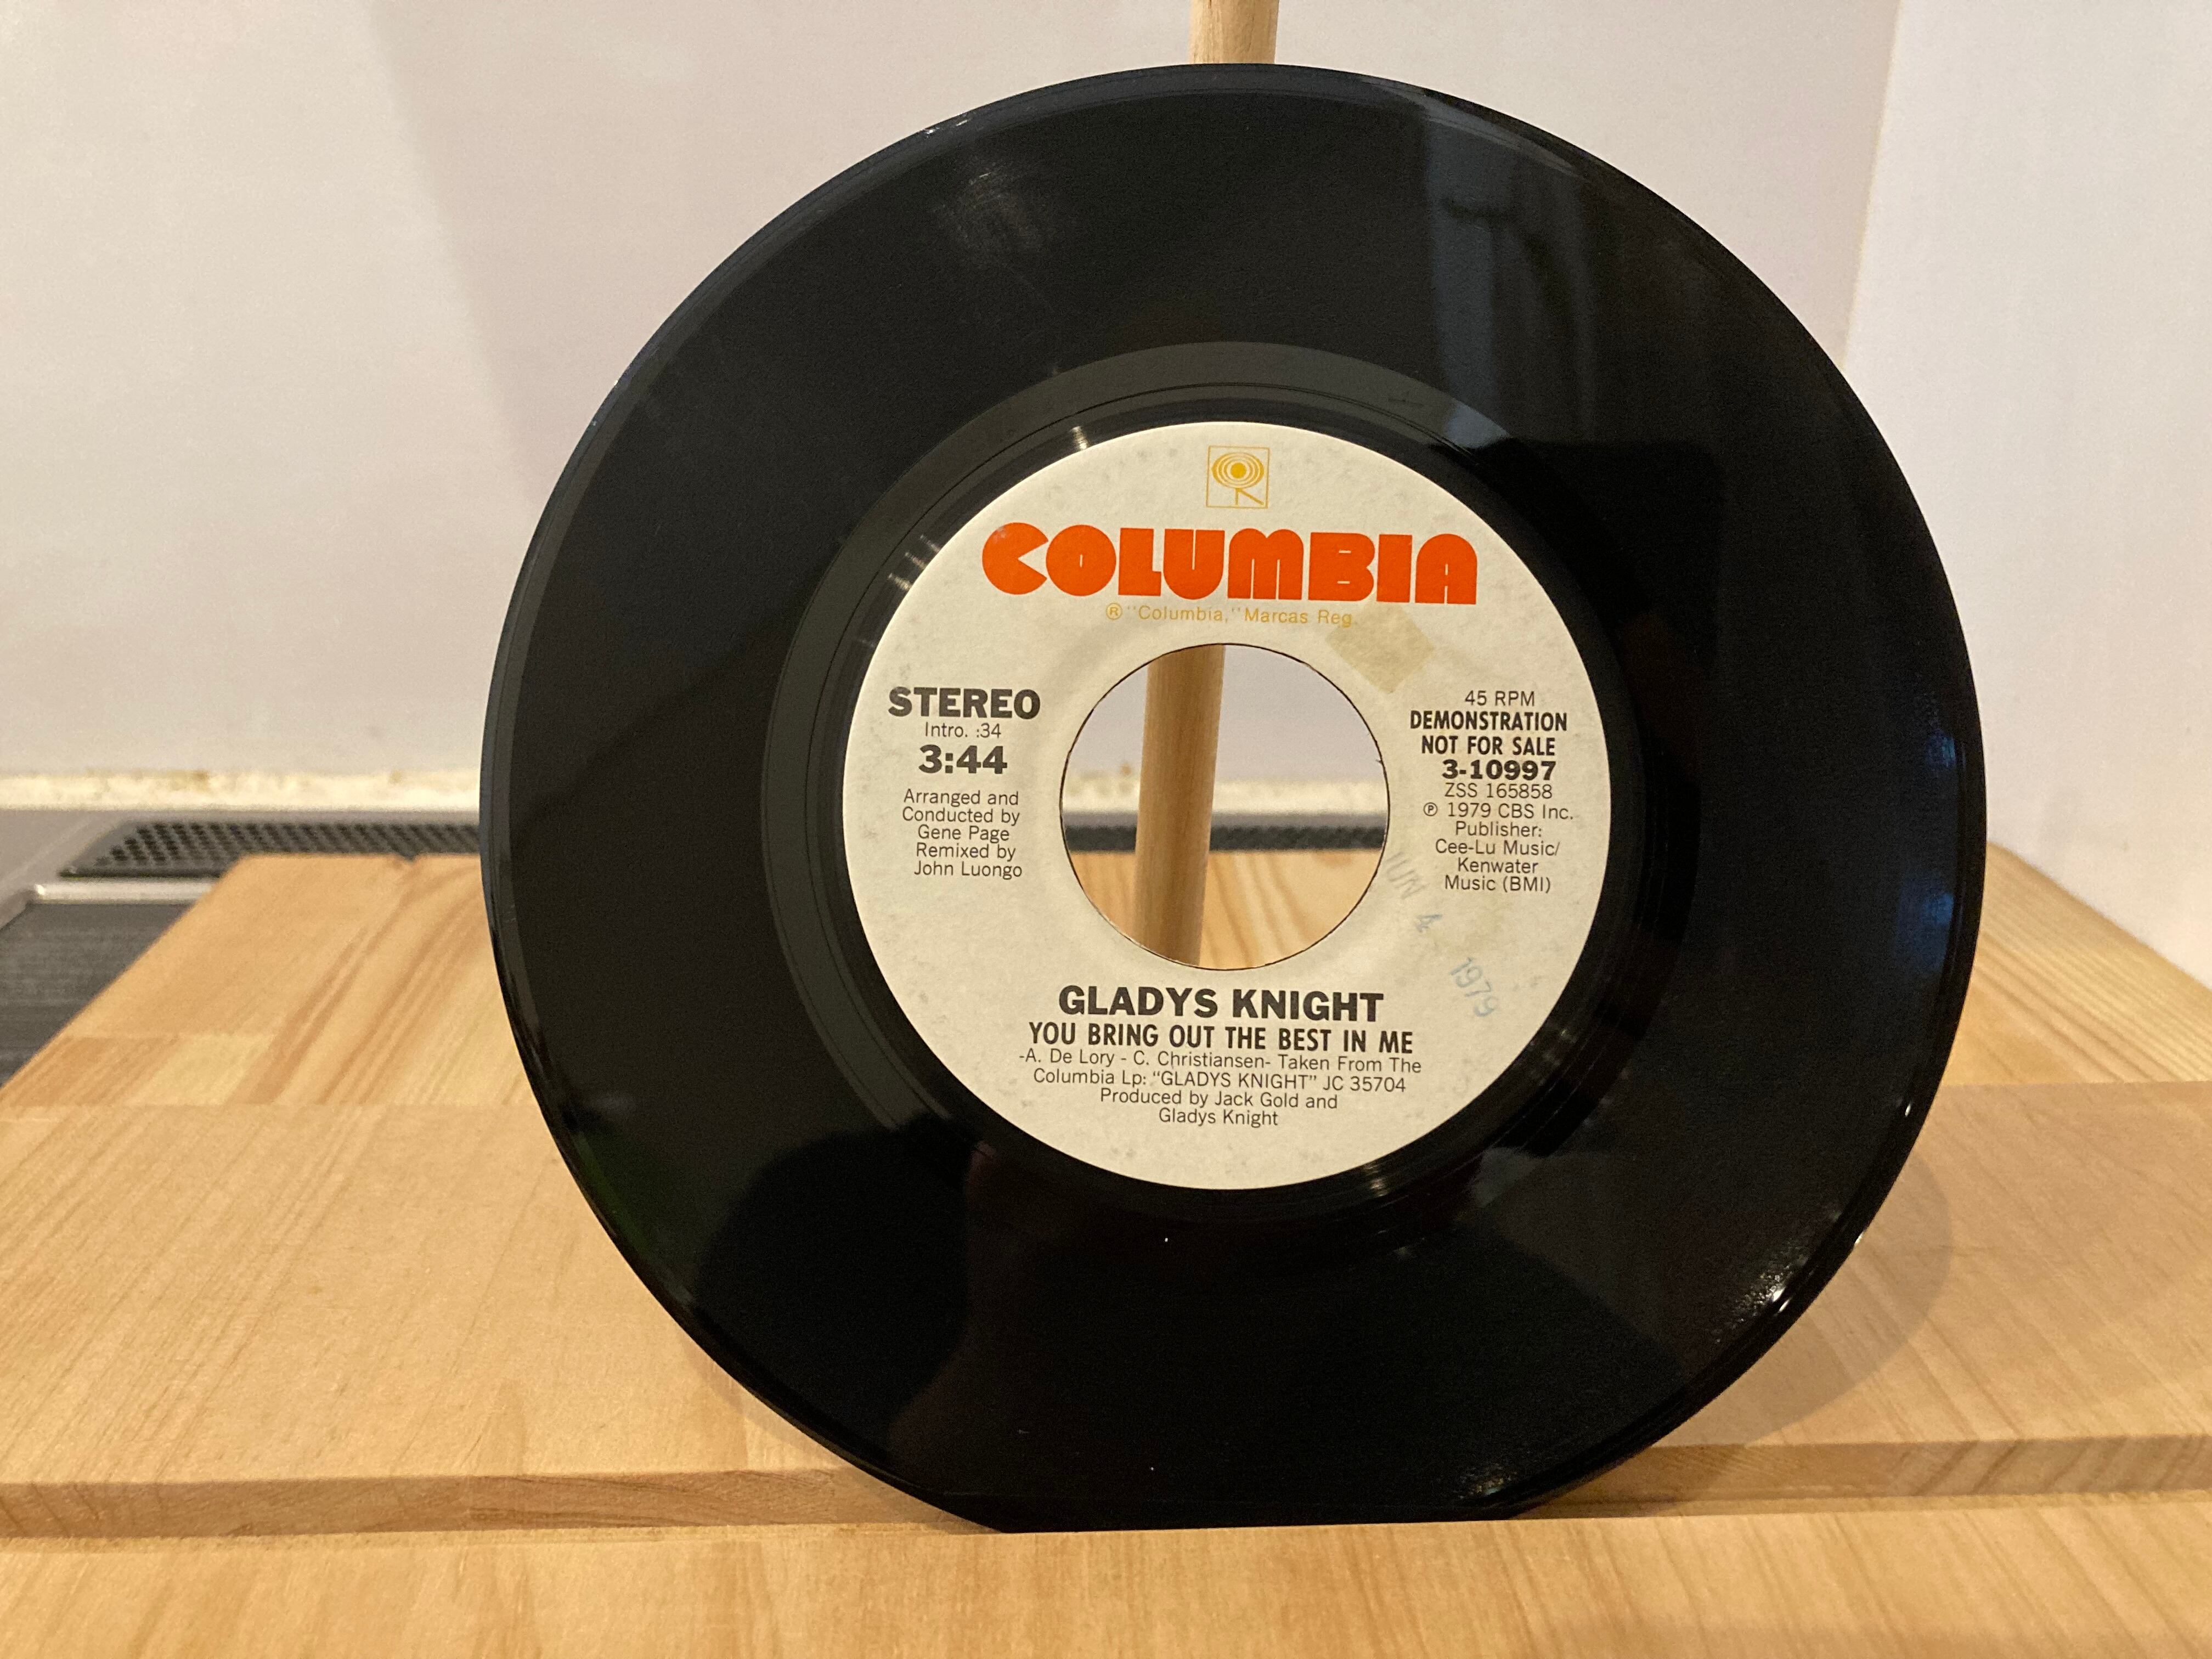 COLUMBIA
® "Columbia," Marcas Reg.
STEREO
Intro. :34
3:44
Arranged and
Conducted by
Gene Page
Remixed by
John Luongo
45 RPM
DEMONSTRATION
NOT FOR SALE
3-10997
ZSS 165858
℗ 1979 CBS Inc.
Publisher:
Cee-Lu Music/
Kenwater
Music (BMI)
JUN 4 1979
GLADYS KNIGHT
YOU BRING OUT THE BEST IN ME
-A. De Lory - C. Christiansen- Taken From The
Columbia Lp: "GLADYS KNIGHT" JC 35704
Produced by Jack Gold and
Gladys Knight